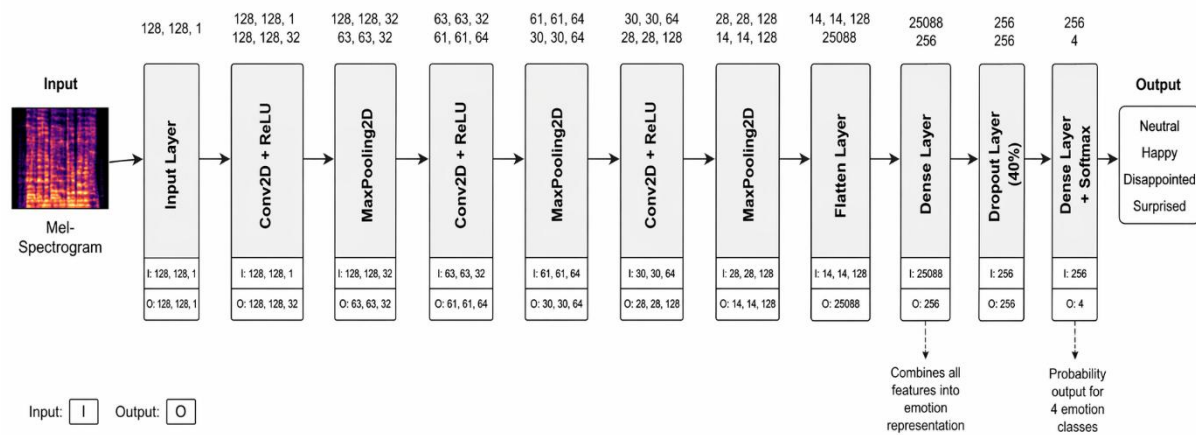 128, 128, 1
128, 128, 1
128, 128, 32
128, 128, 32
63, 63, 32
63, 63, 32
61, 61, 64
61, 61, 64
30, 30, 64
30, 30, 64
28, 28, 128
28, 28, 128
14, 14, 128
14, 14, 128
25088
25088
256
256
256
256
4
Input
Mel-
Spectrogram
Input Layer
I: 128, 128, 1
O: 128, 128, 1
Conv2D + ReLU
I: 128, 128, 1
O: 128, 128, 32
MaxPooling2D
I: 128, 128, 32
O: 63, 63, 32
Conv2D + ReLU
I: 63, 63, 32
O: 61, 61, 64
MaxPooling2D
I: 61, 61, 64
O: 30, 30, 64
Conv2D + ReLU
I: 30, 30, 64
O: 28, 28, 128
MaxPooling2D
I: 28, 28, 128
O: 14, 14, 128
Flatten Layer
I: 14, 14, 128
O: 25088
Dense Layer
I: 25088
O: 256
Dropout Layer
(40%)
I: 256
O: 256
Dense Layer
+ Softmax
I: 256
O: 4
Output
Neutral
Happy
Disappointed
Surprised
Combines all
features into
emotion
representation
Probability
output for
4 emotion
classes
Input: I Output: O